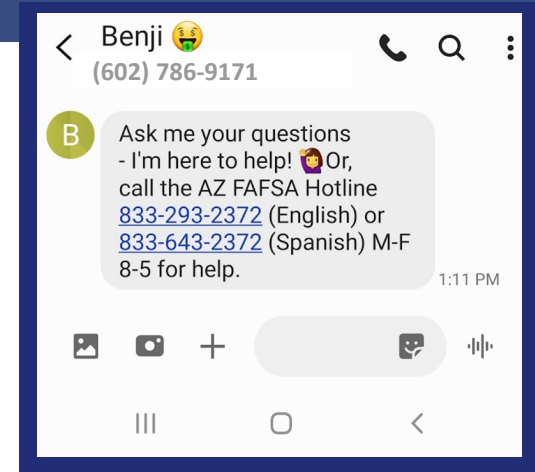 Benji 🤑
(602) 786-9171
B
Ask me your questions
- I'm here to help! 🙋‍♀️Or,
call the AZ FAFSA Hotline
833-293-2372 (English) or
833-643-2372 (Spanish) M-F
8-5 for help.
1:11 PM